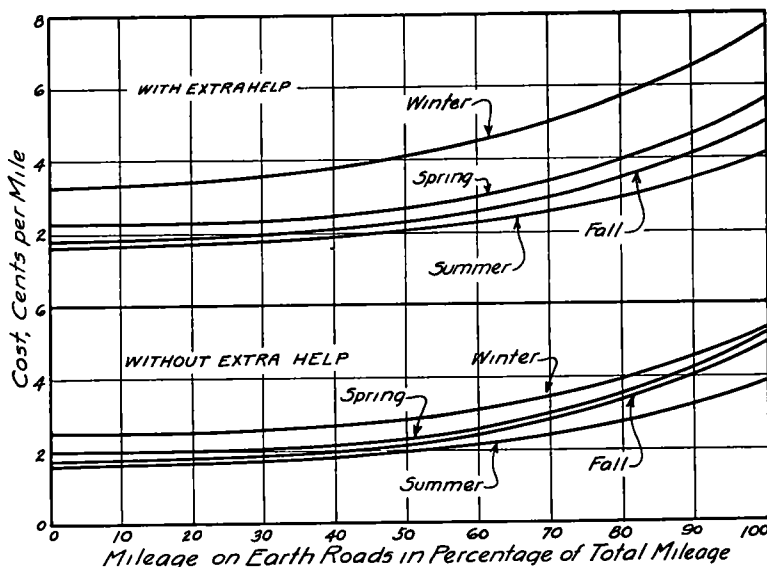 8
6
WITH EXTRA HELP
Winter
4
Spring
2
Fall
Summer
6
WITHOUT EXTRA HELP
Winter
4
Spring
2
Fall
Summer
0
0 10 20 30 40 50 60 70 80 90 100
Cost, Cents per Mile
Mileage on Earth Roads in Percentage of Total Mileage